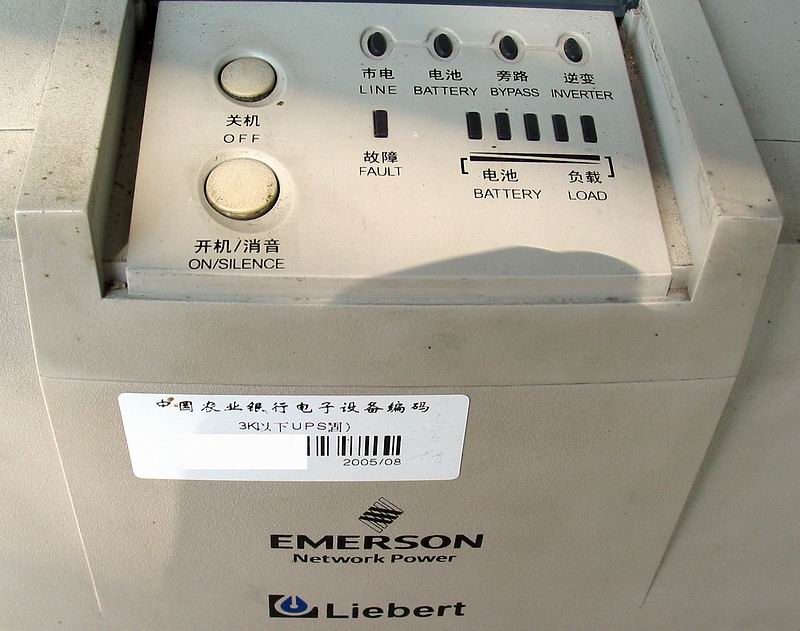 市电 电池 旁路 逆变
LINE BATTERY BYPASS INVERTER
关机
OFF
故障
FAULT
电池 负载
BATTERY LOAD
开机/消音
ON/SILENCE
中国农业银行电子设备编码
3K以下UPS
2005/08
EMERSON
Network Power
Liebert